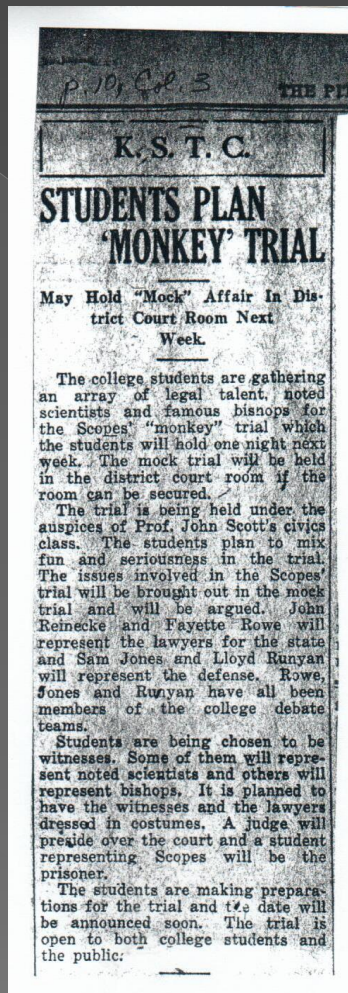 p. 10, Col. 3
THE PI
K. S. T. C.
STUDENTS PLAN
'MONKEY' TRIAL
May Hold "Mock" Affair In Dis-
trict Court Room Next
Week.
The college students are gathering
an array of legal talent, noted
scientists and famous bisnops for
the Scopes' "monkey" trial which
the students will hold one night next
week. The mock trial will be held
in the district court room if the
room can be secured.
The trial is being held under the
auspices of Prof. John Scott's civics
class. The students plan to mix
fun and seriousness in the trial.
The issues involved in the Scopes'
trial will be brought out in the mock
trial and will be argued. John
Reinecke and Fayette Rowe will
represent the lawyers for the state
and Sam Jones and Lloyd Runyan
will represent the defense. Rowe,
Jones and Runyan have all been
members of the college debate
teams.
Students are being chosen to be
witnesses. Some of them will repre-
sent noted scientists and others will
represent bishops. It is planned to
have the witnesses and the lawyers
dressed in costumes. A judge will
preside over the court and a student
representing Scopes will be the
prisoner.
The students are making prepara-
tions for the trial and the date will
be announced soon. The trial is
open to both college students and
the public.